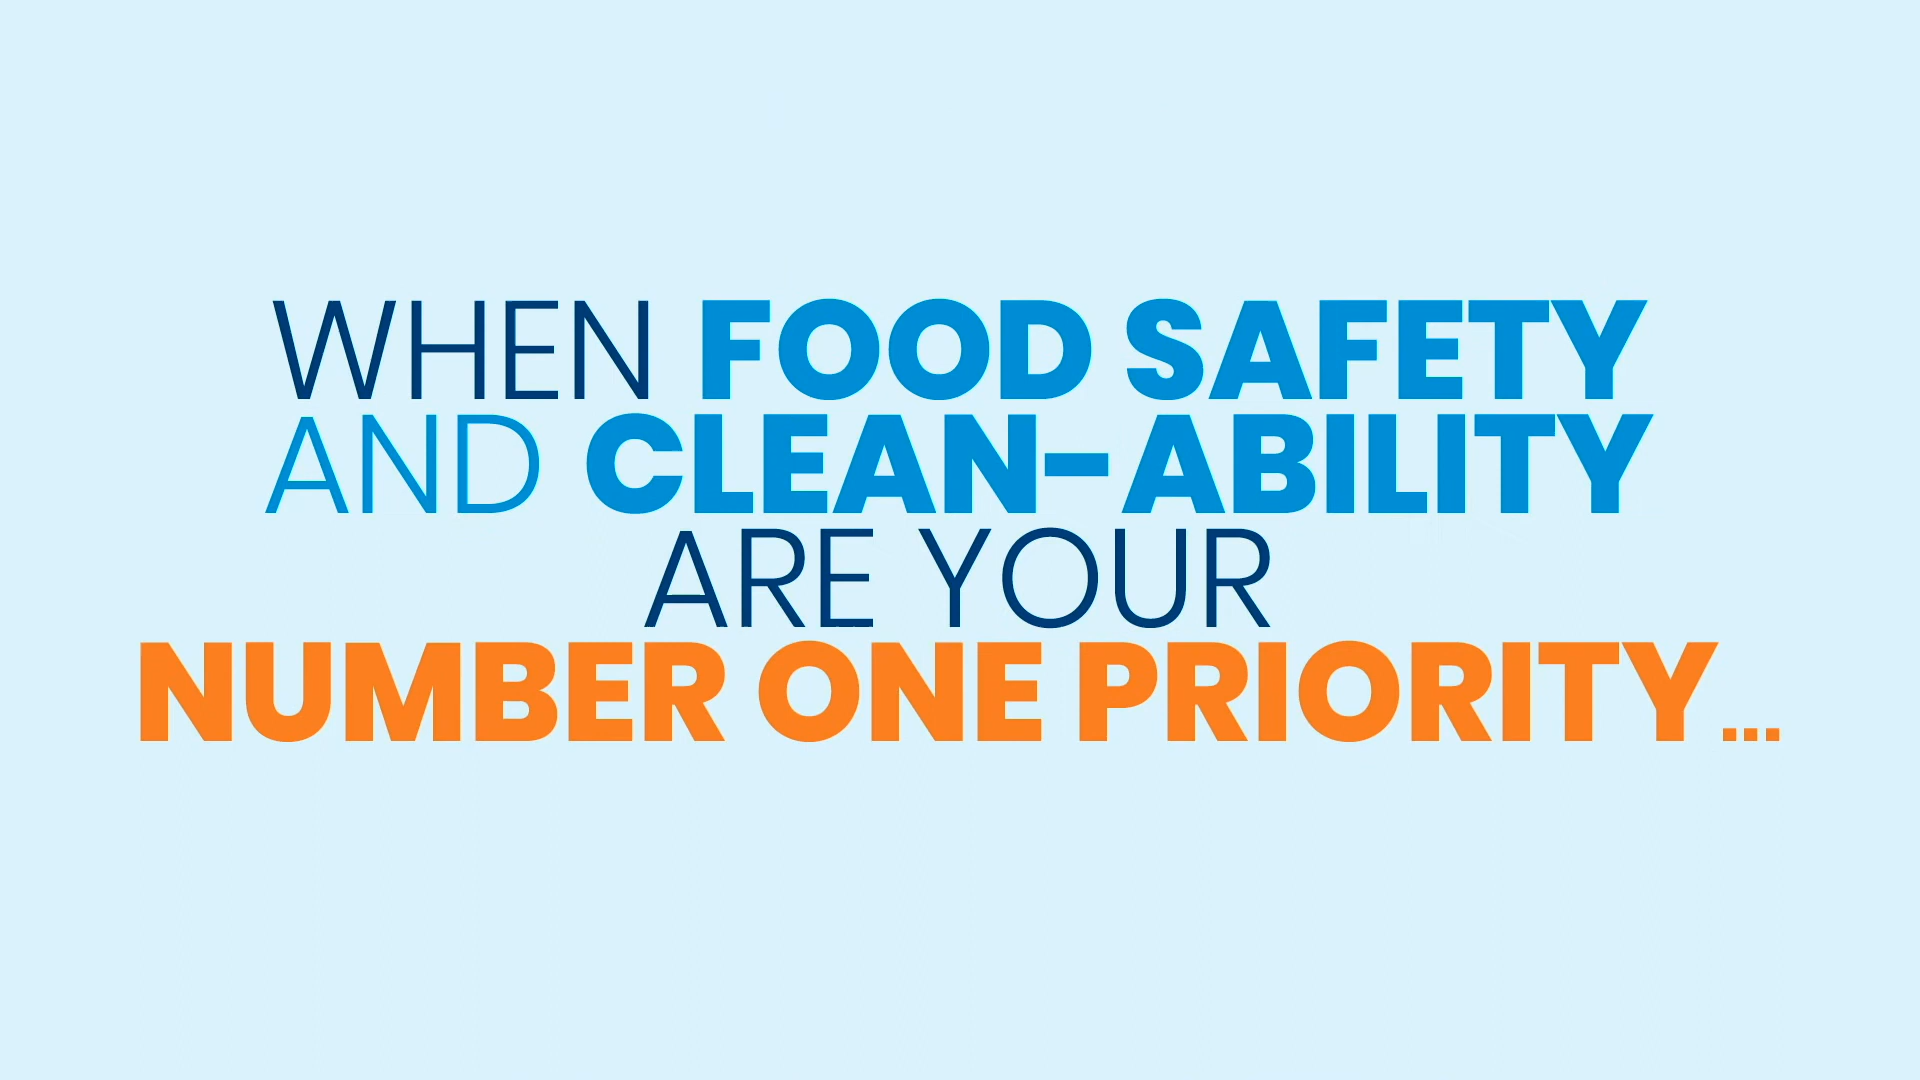 WHEN FOOD SAFETY
AND CLEAN-ABILITY
ARE YOUR
NUMBER ONE PRIORITY...